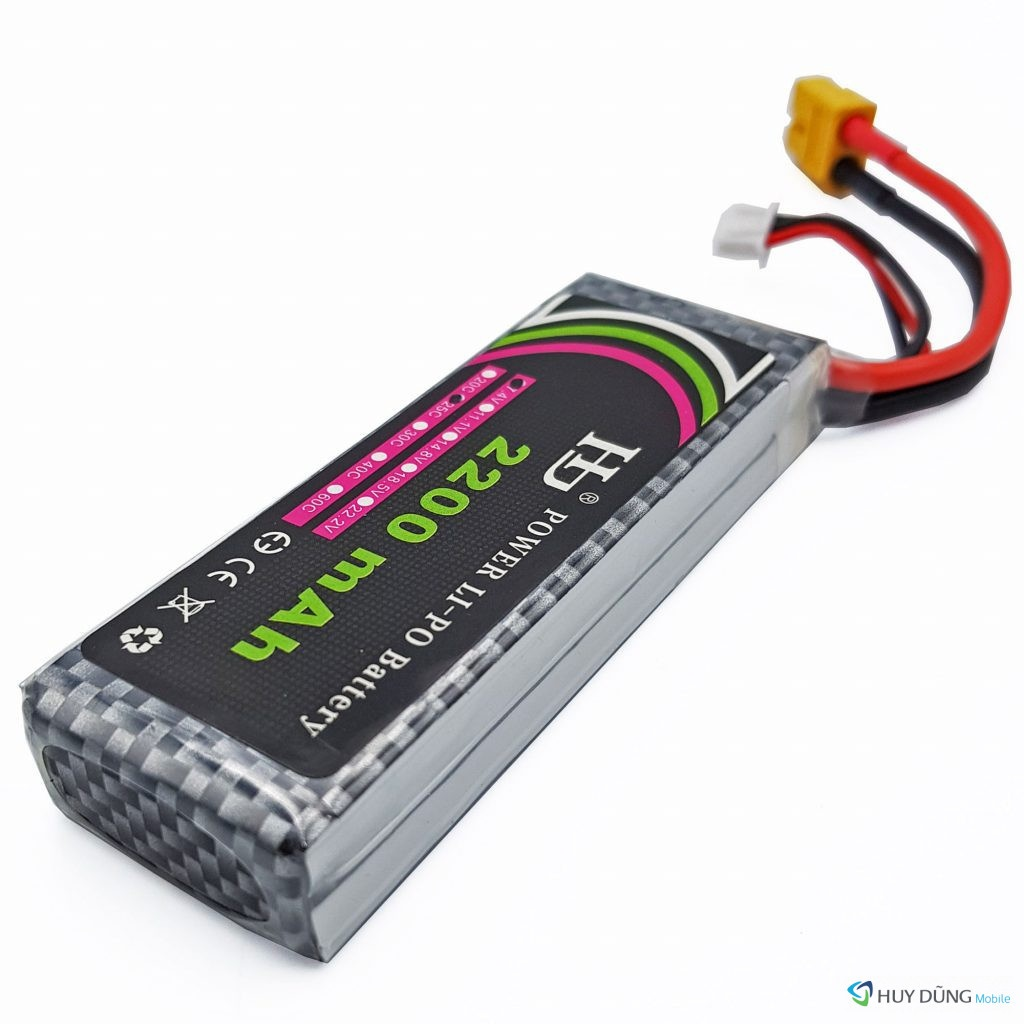 HJ®
POWER LI-PO Battery
2200 mAh
7.4V 11.1V 14.8V 18.5V 22.2V
20C 25C 30C 40C 60C
CE
HUY DŨNG Mobile